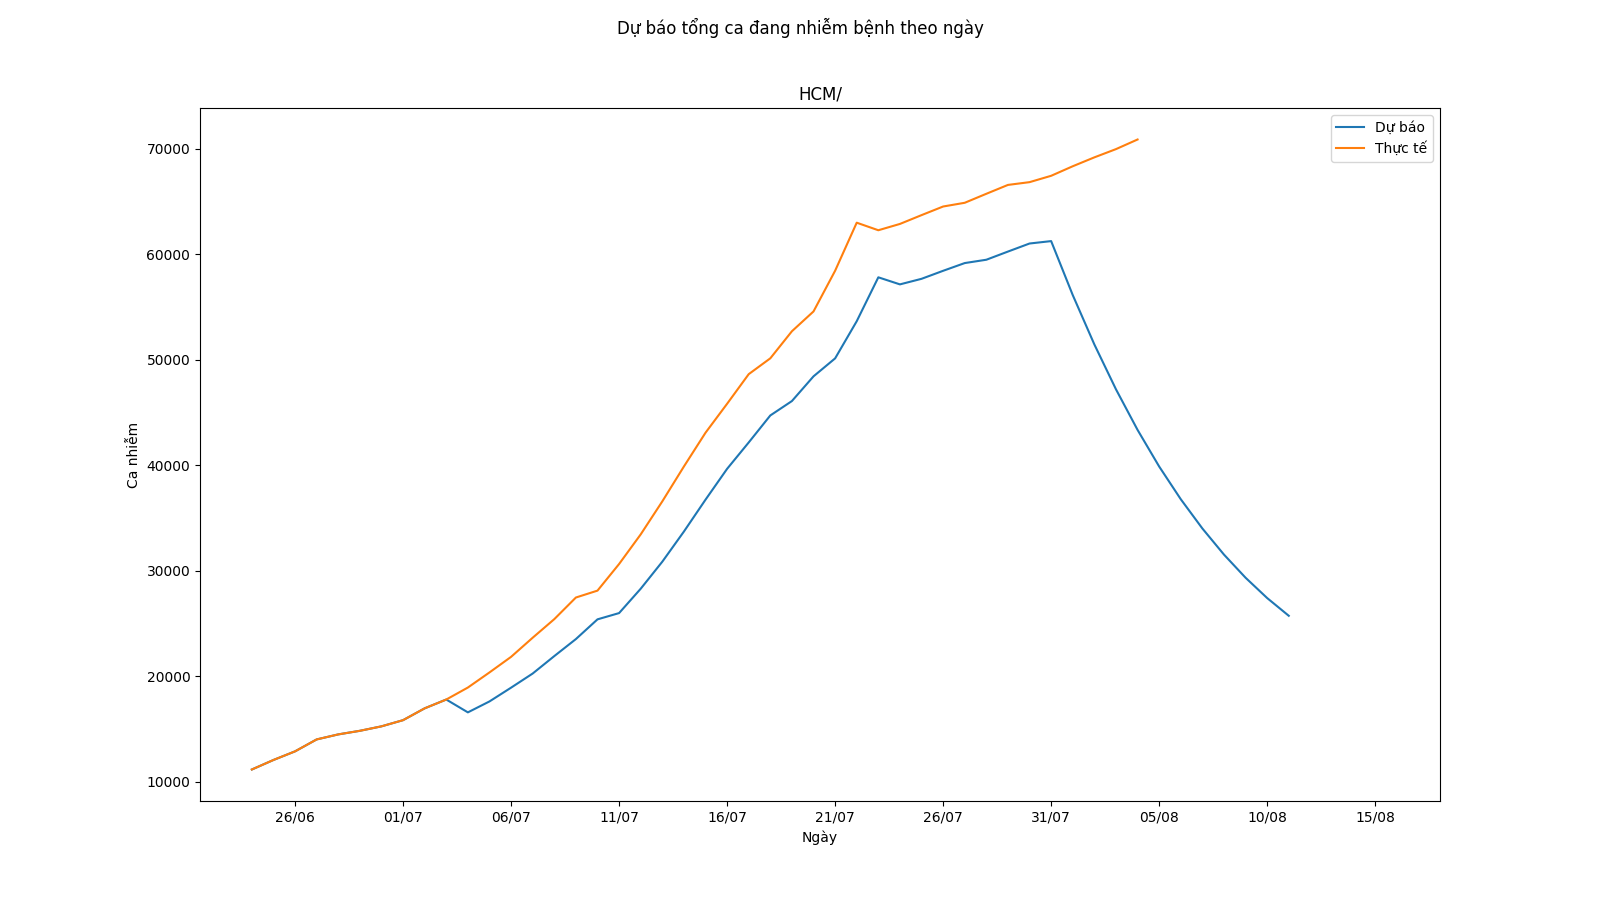 Dự báo tổng ca đang nhiễm bệnh theo ngày
HCM/
Dự báo
Thực tế
70000
60000
50000
40000
30000
20000
10000
Ca nhiễm
26/06 01/07 06/07 11/07 16/07 21/07 26/07 31/07 05/08 10/08 15/08
Ngày